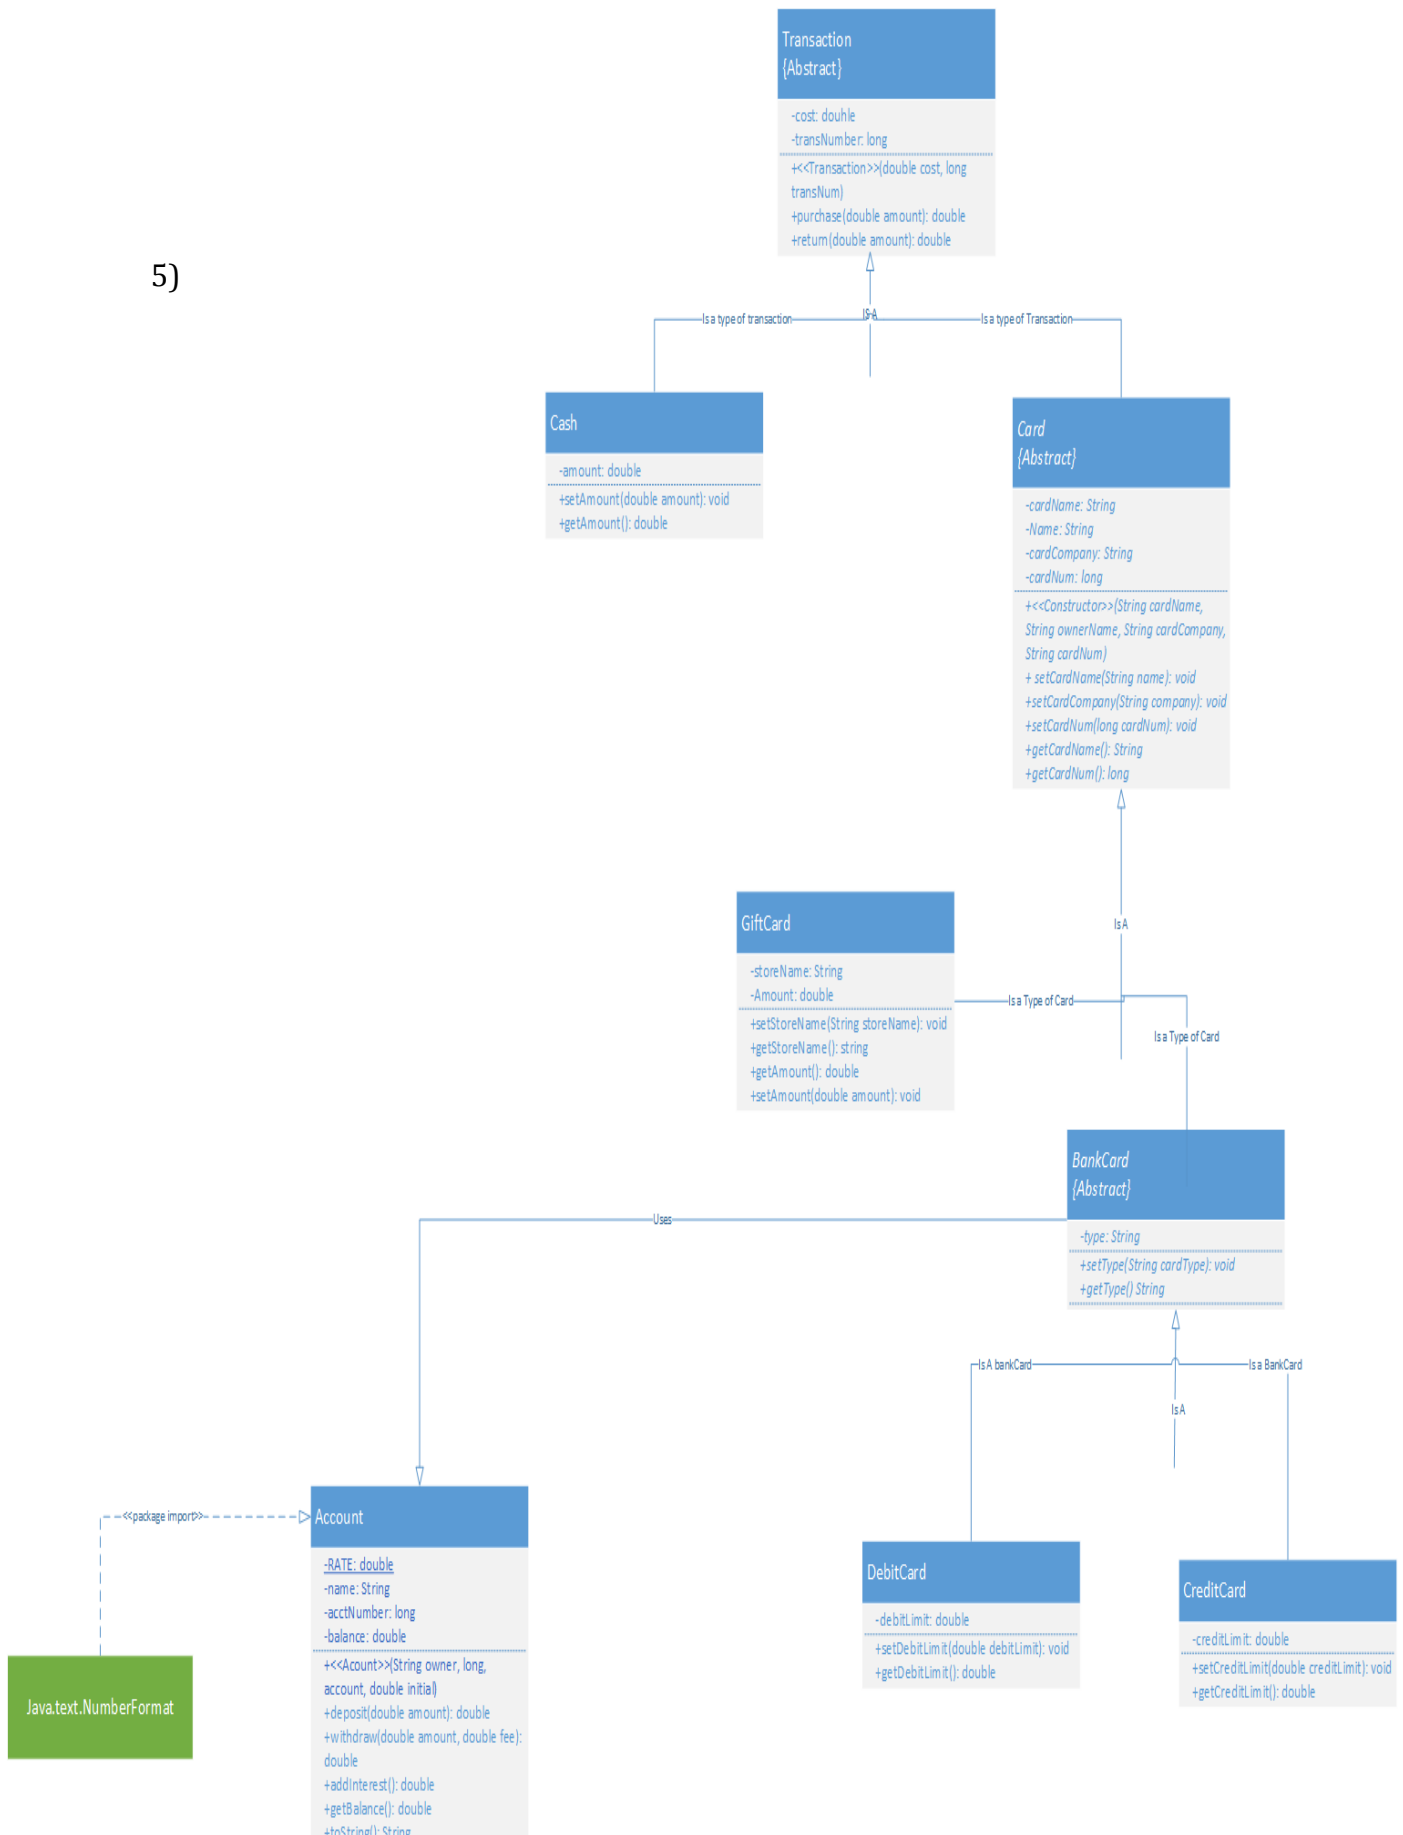 Transaction
{Abstract}
-cost: douhle
-transNumber: long
+<<Transaction>>(double cost, long
transNum)
+purchase(double amount): double
+return(double amount): double
5)
Is a type of transaction
IS A
Is a type of Transaction
Cash
-amount: double
+setAmount(double amount): void
+getAmount(): double
Card
{Abstract}
-cardName: String
-Name: String
-cardCompany: String
-cardNum: long
+<<Constructor>>(String cardName,
String ownerName, String cardCompany,
String cardNum)
+ setCardName(String name): void
+setCardCompany(String company): void
+setCardNum(long cardNum): void
+getCardName(): String
+getCardNum(): long
Is A
GiftCard
-storeName: String
-Amount: double
+setStoreName(String storeName): void
+getStoreName(): string
+getAmount(): double
+setAmount(double amount): void
Is a Type of Card
Is a Type of Card
BankCard
{Abstract}
-type: String
+setType(String cardType): void
+getType() String
Uses
Is A bankCard
Is a BankCard
Is A
Account
-RATE: double
-name: String
-acctNumber: long
-balance: double
+<<Acount>>(String owner, long,
account, double initial)
+deposit(double amount): double
+withdraw(double amount, double fee):
double
+addInterest(): double
+getBalance(): double
+toString(): String
<<package import>>
Java.text.NumberFormat
DebitCard
-debitLimit: double
+setDebitLimit(double debitLimit): void
+getDebitLimit(): double
CreditCard
-creditLimit: double
+setCreditLimit(double creditLimit): void
+getCreditLimit(): double